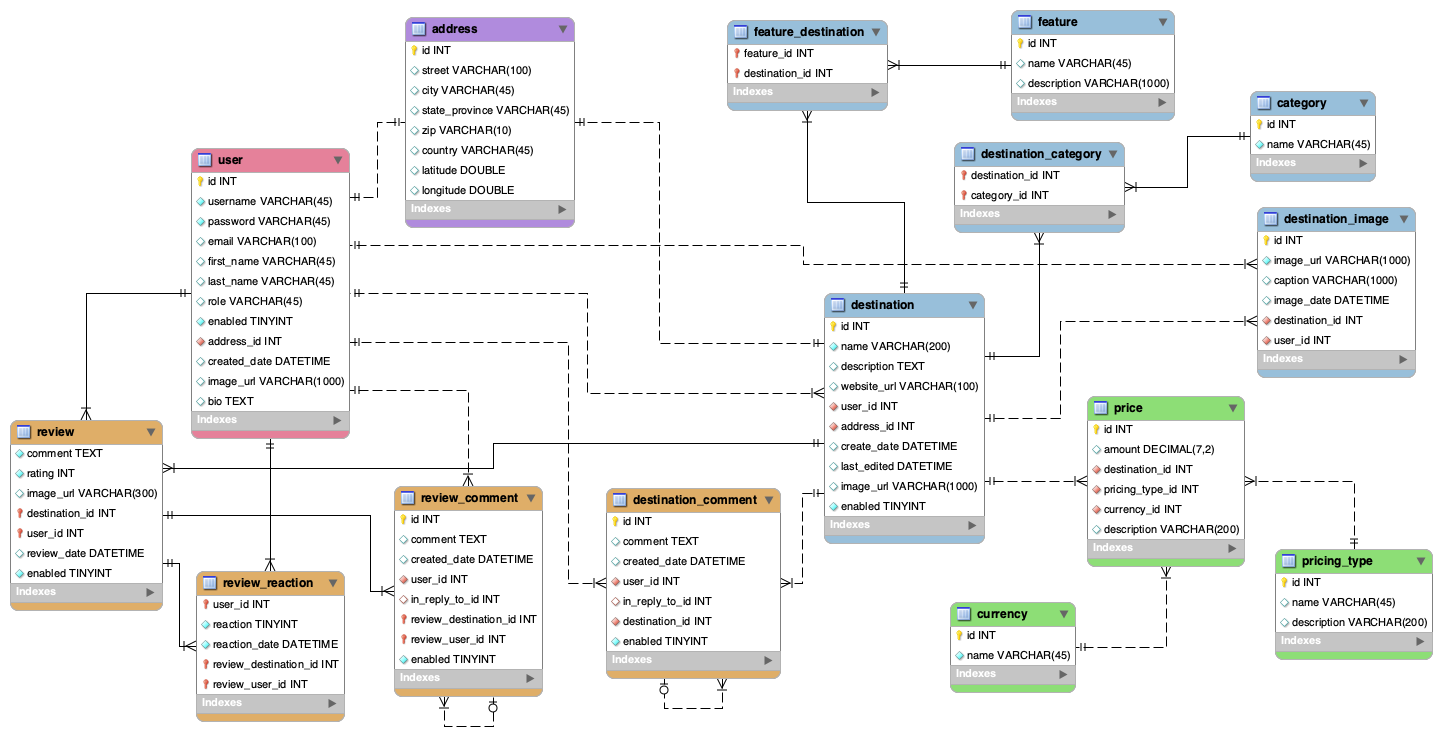 address
id INT
street VARCHAR(100)
city VARCHAR(45)
state_province VARCHAR(45)
zip VARCHAR(10)
country VARCHAR(45)
latitude DOUBLE
longitude DOUBLE
Indexes
feature_destination
feature_id INT
destination_id INT
Indexes
feature
id INT
name VARCHAR(45)
description VARCHAR(1000)
Indexes
category
id INT
name VARCHAR(45)
Indexes
destination_category
destination_id INT
category_id INT
Indexes
user
id INT
username VARCHAR(45)
password VARCHAR(45)
email VARCHAR(100)
first_name VARCHAR(45)
last_name VARCHAR(45)
role VARCHAR(45)
enabled TINYINT
address_id INT
created_date DATETIME
image_url VARCHAR(1000)
bio TEXT
Indexes
destination_image
id INT
image_url VARCHAR(1000)
caption VARCHAR(1000)
image_date DATETIME
destination_id INT
user_id INT
Indexes
destination
id INT
name VARCHAR(200)
description TEXT
website_url VARCHAR(100)
user_id INT
address_id INT
create_date DATETIME
last_edited DATETIME
image_url VARCHAR(1000)
enabled TINYINT
Indexes
price
id INT
amount DECIMAL(7,2)
destination_id INT
pricing_type_id INT
currency_id INT
description VARCHAR(200)
Indexes
review
comment TEXT
rating INT
image_url VARCHAR(300)
destination_id INT
user_id INT
review_date DATETIME
enabled TINYINT
Indexes
review_comment
id INT
comment TEXT
created_date DATETIME
user_id INT
in_reply_to_id INT
review_destination_id INT
review_user_id INT
enabled TINYINT
Indexes
destination_comment
id INT
comment TEXT
created_date DATETIME
user_id INT
in_reply_to_id INT
destination_id INT
enabled TINYINT
Indexes
pricing_type
id INT
name VARCHAR(45)
description VARCHAR(200)
Indexes
review_reaction
user_id INT
reaction TINYINT
reaction_date DATETIME
review_destination_id INT
review_user_id INT
Indexes
currency
id INT
name VARCHAR(45)
Indexes